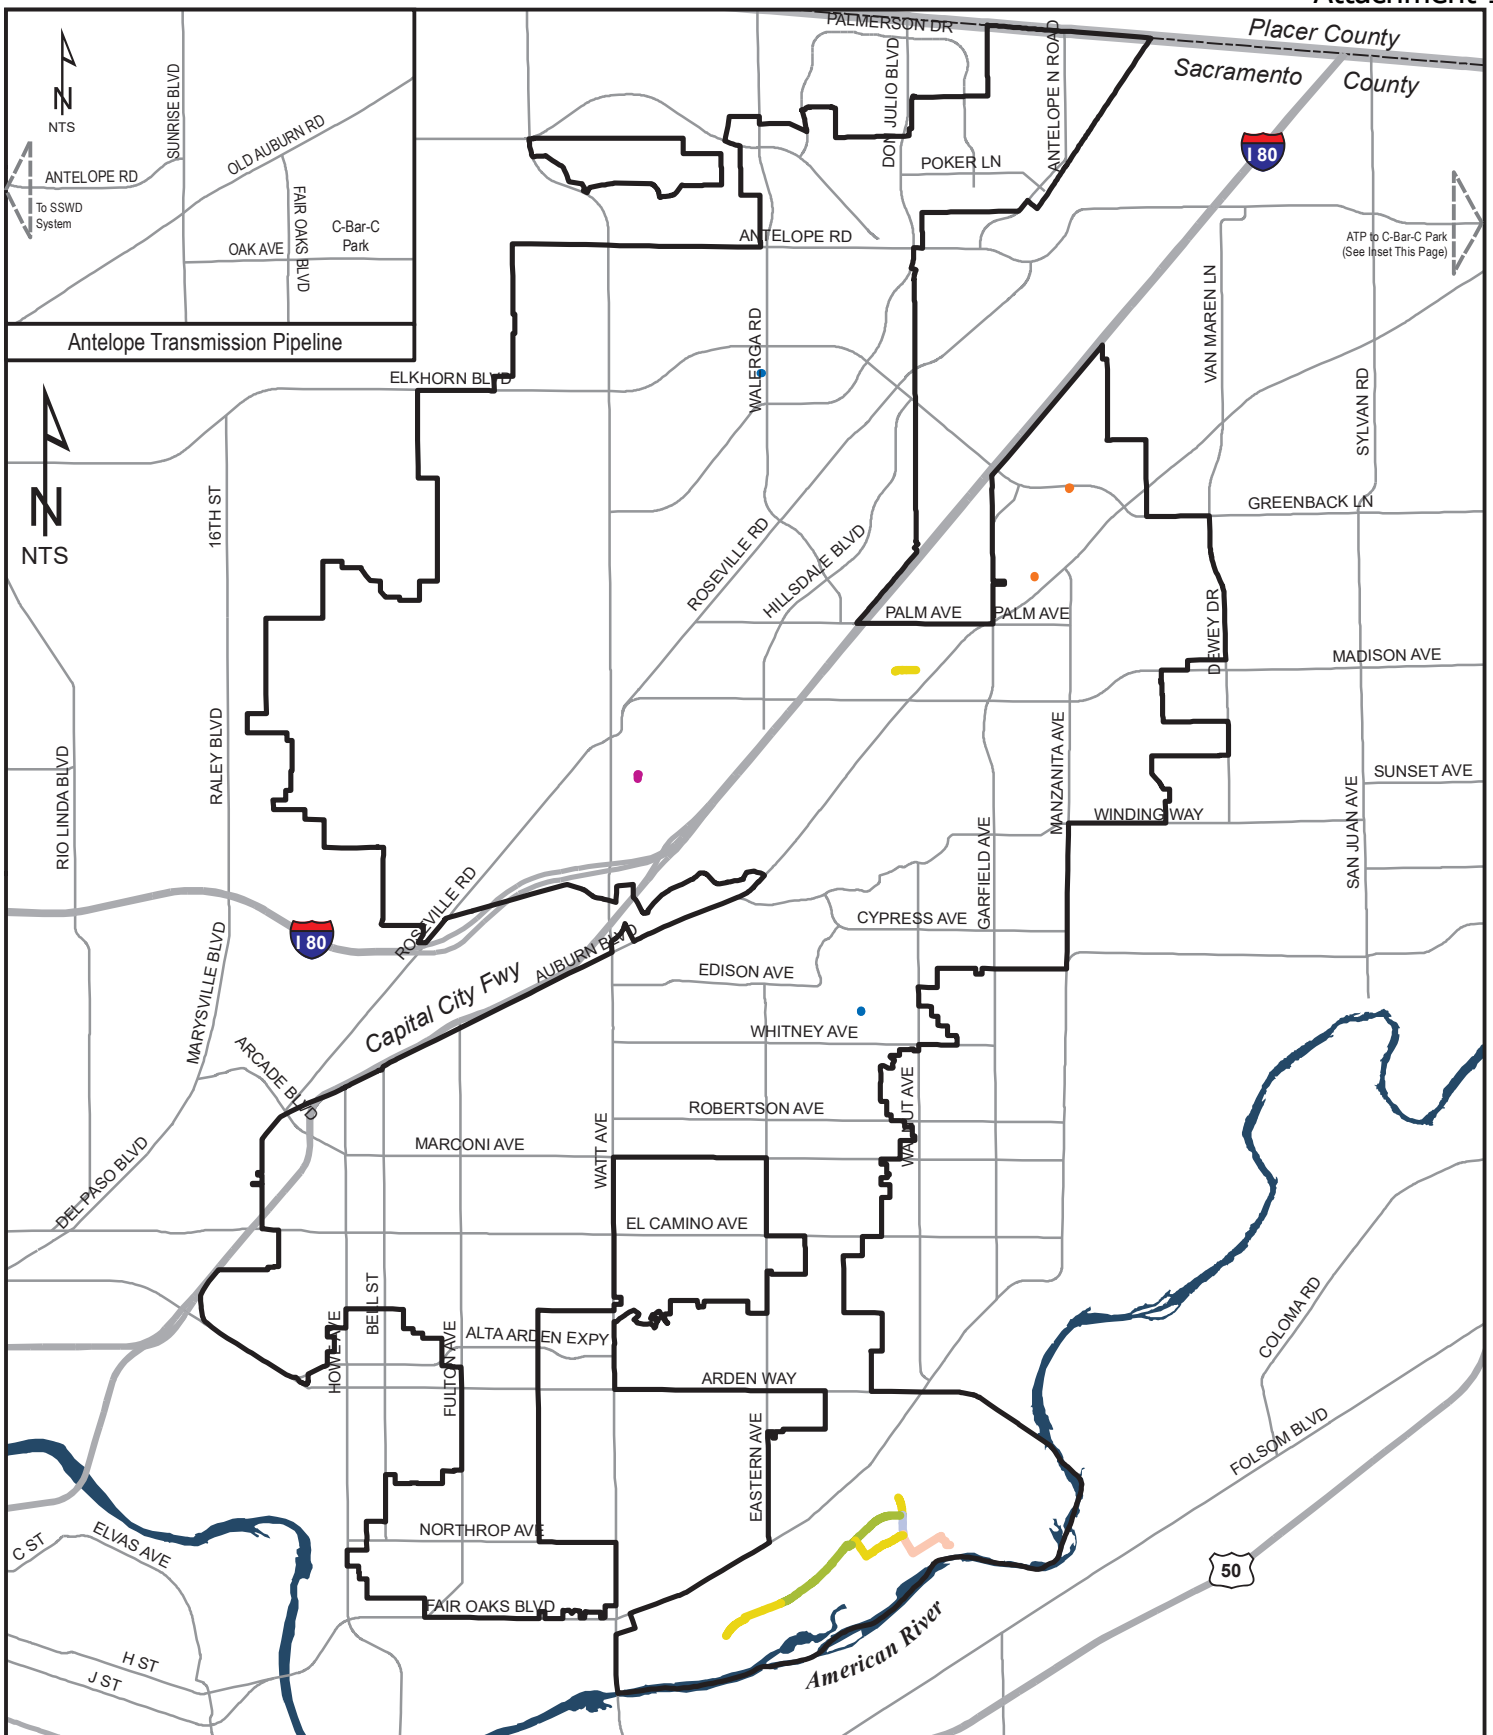 Attachment
PALMERSON DR
Placer County
Sacramento
County
I 80
NTS
SUNRISE BLVD
OLD AUBURN RD
ANTELOPE RD
To SSWD
System
FAIR OAKS BLVD
C-Bar-C
Park
OAK AVE
Antelope Transmission Pipeline
DON JULIO BLVD
ANTELOPE N ROAD
POKER LN
ANTELOPE RD
ATP to C-Bar-C Park
(See Inset This Page)
VAN MAREN LN
WALERGA RD
ELKHORN BLVD
SYLVAN RD
NTS
16TH ST
GREENBACK LN
ROSEVILLE RD
HILLSDALE BLVD
PALM AVE
PALM AVE
DEWEY DR
MADISON AVE
RALEY BLVD
RIO LINDA BLVD
MANZANITA AVE
SUNSET AVE
WINDING WAY
SAN JUAN AVE
GARFIELD AVE
ROSEVILLE RD
CYPRESS AVE
I 80
AUBURN BLVD
EDISON AVE
MARYSVILLE BLVD
Capital City Fwy
WHITNEY AVE
ARCADE BLVD
WALNUT AVE
ROBERTSON AVE
MARCONI AVE
WATT AVE
DEL PASO BLVD
EL CAMINO AVE
BELL ST
HOWE AVE
ALTA ARDEN EXPY
FULTON AVE
COLOMA RD
ARDEN WAY
EASTERN AVE
FOLSOM BLVD
NORTHROP AVE
C ST
ELVAS AVE
50
FAIR OAKS BLVD
American River
H ST
J ST